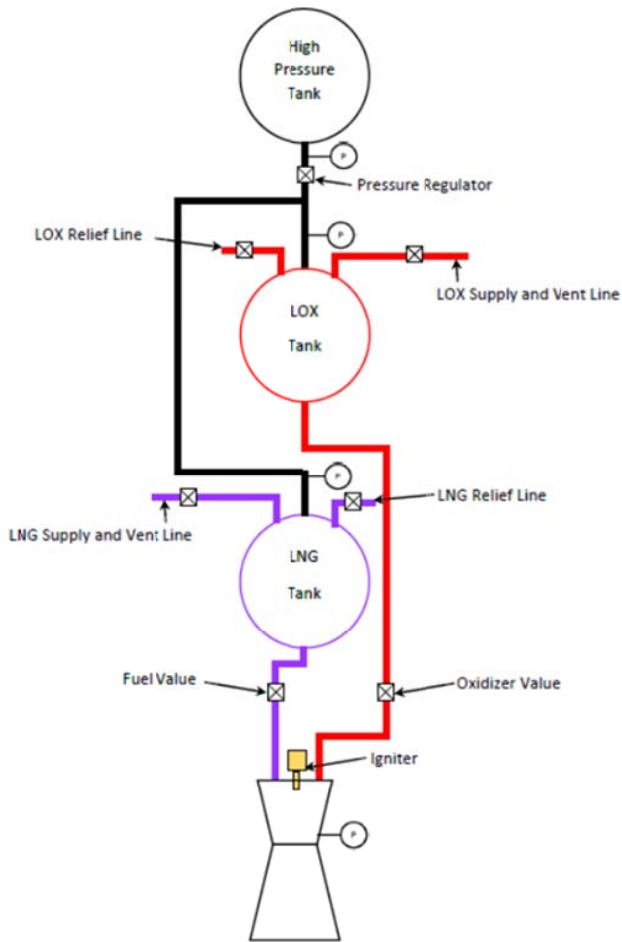 High
Pressure
Tank
P
Pressure Regulator
P
LOX Relief Line
LOX Supply and Vent Line
LOX
Tank
P
LNG Relief Line
LNG Supply and Vent Line
LNG
Tank
Fuel Value
Oxidizer Value
Igniter
P